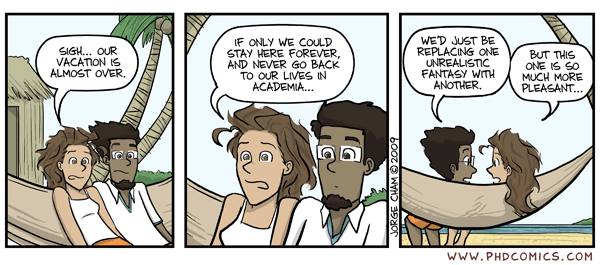 SIGH... OUR
VACATION IS
ALMOST OVER.
IF ONLY WE COULD
STAY HERE FOREVER,
AND NEVER GO BACK
TO OUR LIVES IN
ACADEMIA...
WE'D JUST BE
REPLACING ONE
UNREALISTIC
FANTASY WITH
ANOTHER.
BUT THIS
ONE IS SO
MUCH MORE
PLEASANT...
JORGE CHAM © 2009
WWW.PHDCOMICS.COM